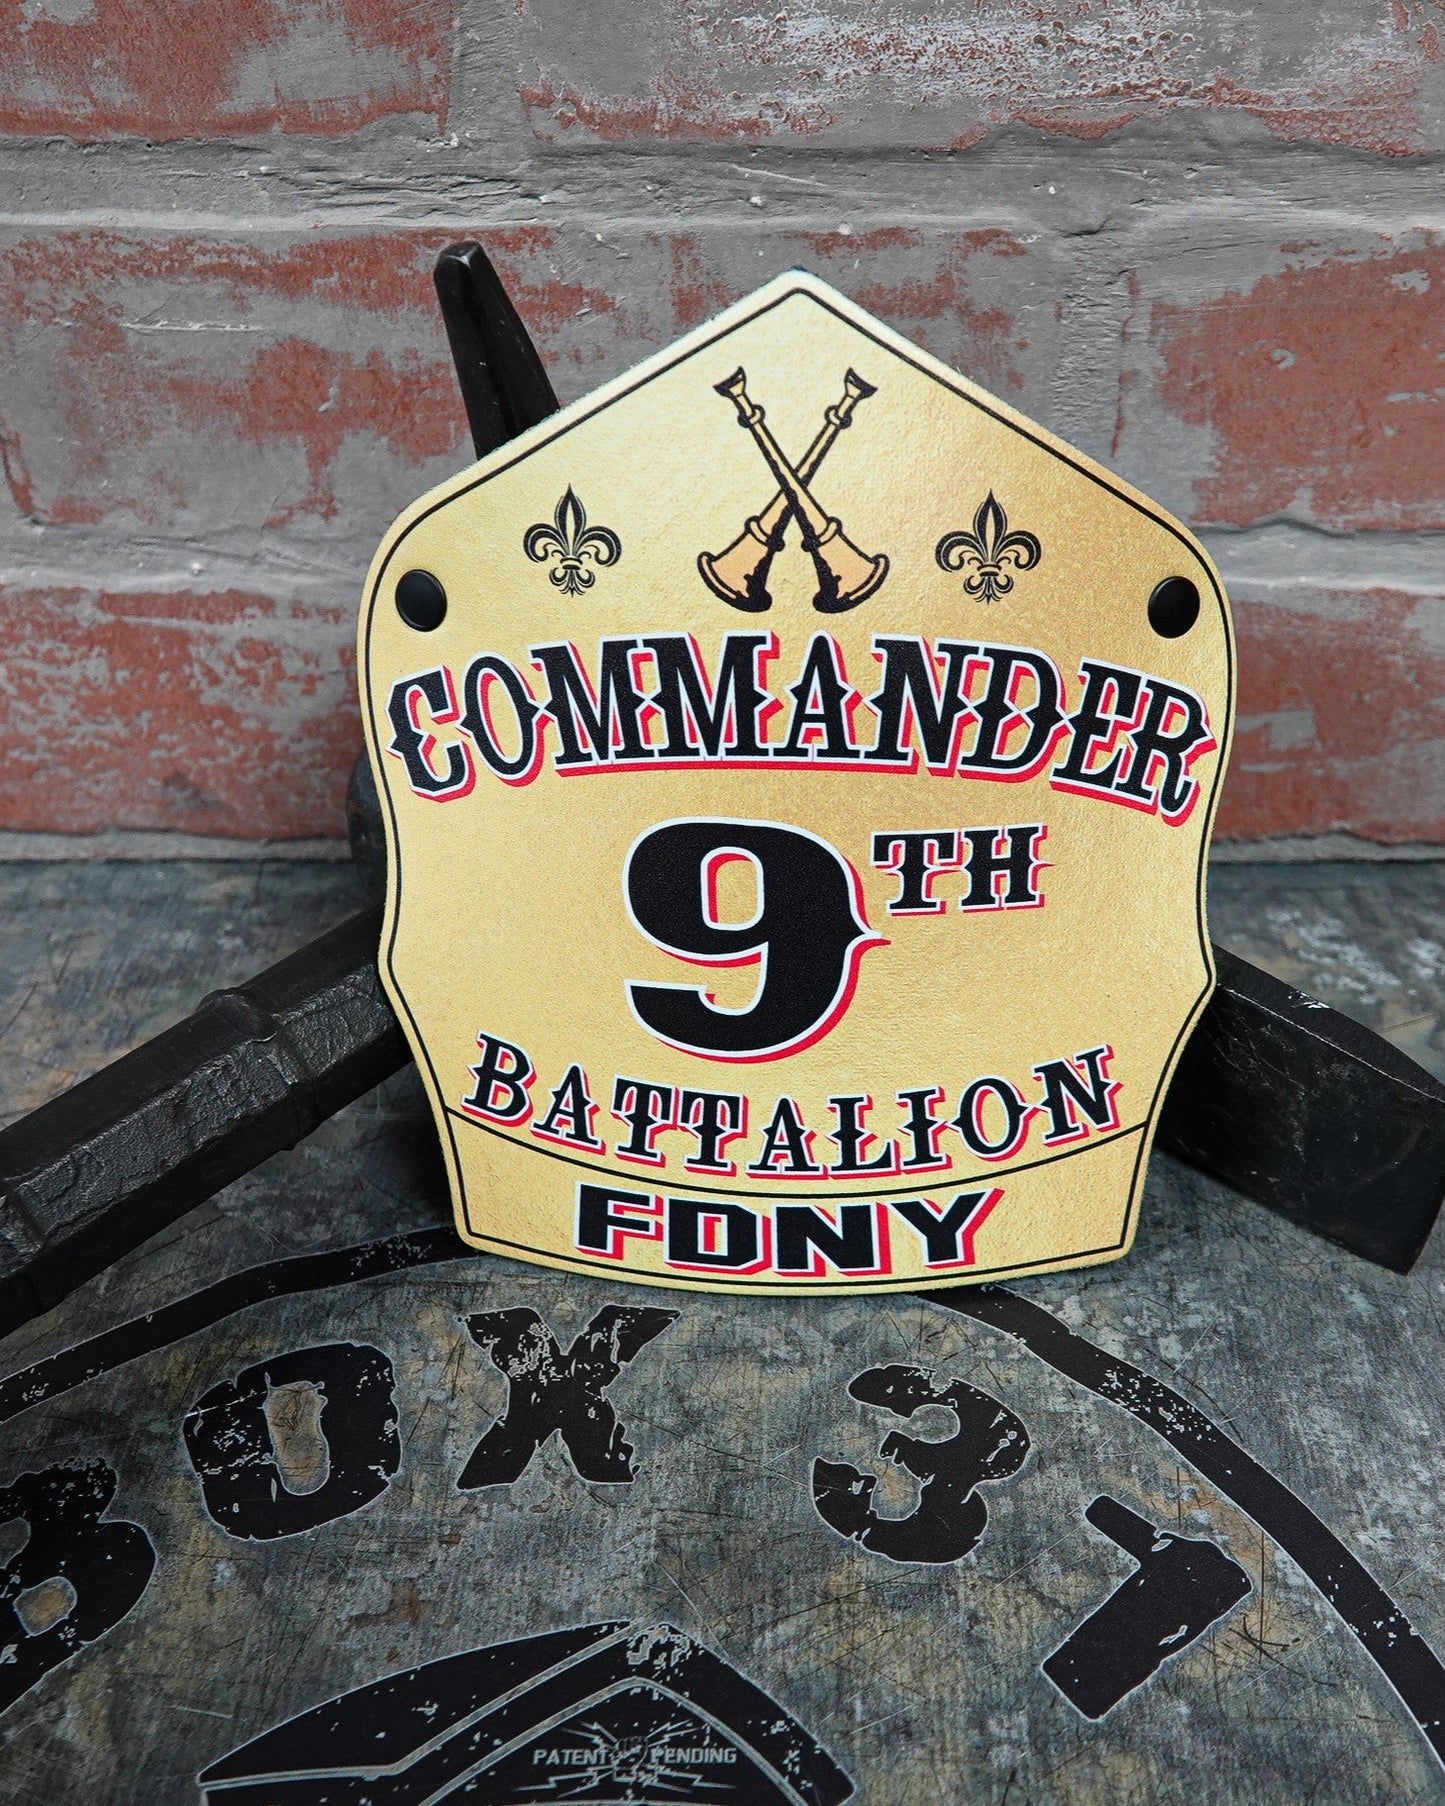 COMMANDER
9TH
BATTALION
FDNY
BOX 31
PATENT PENDING